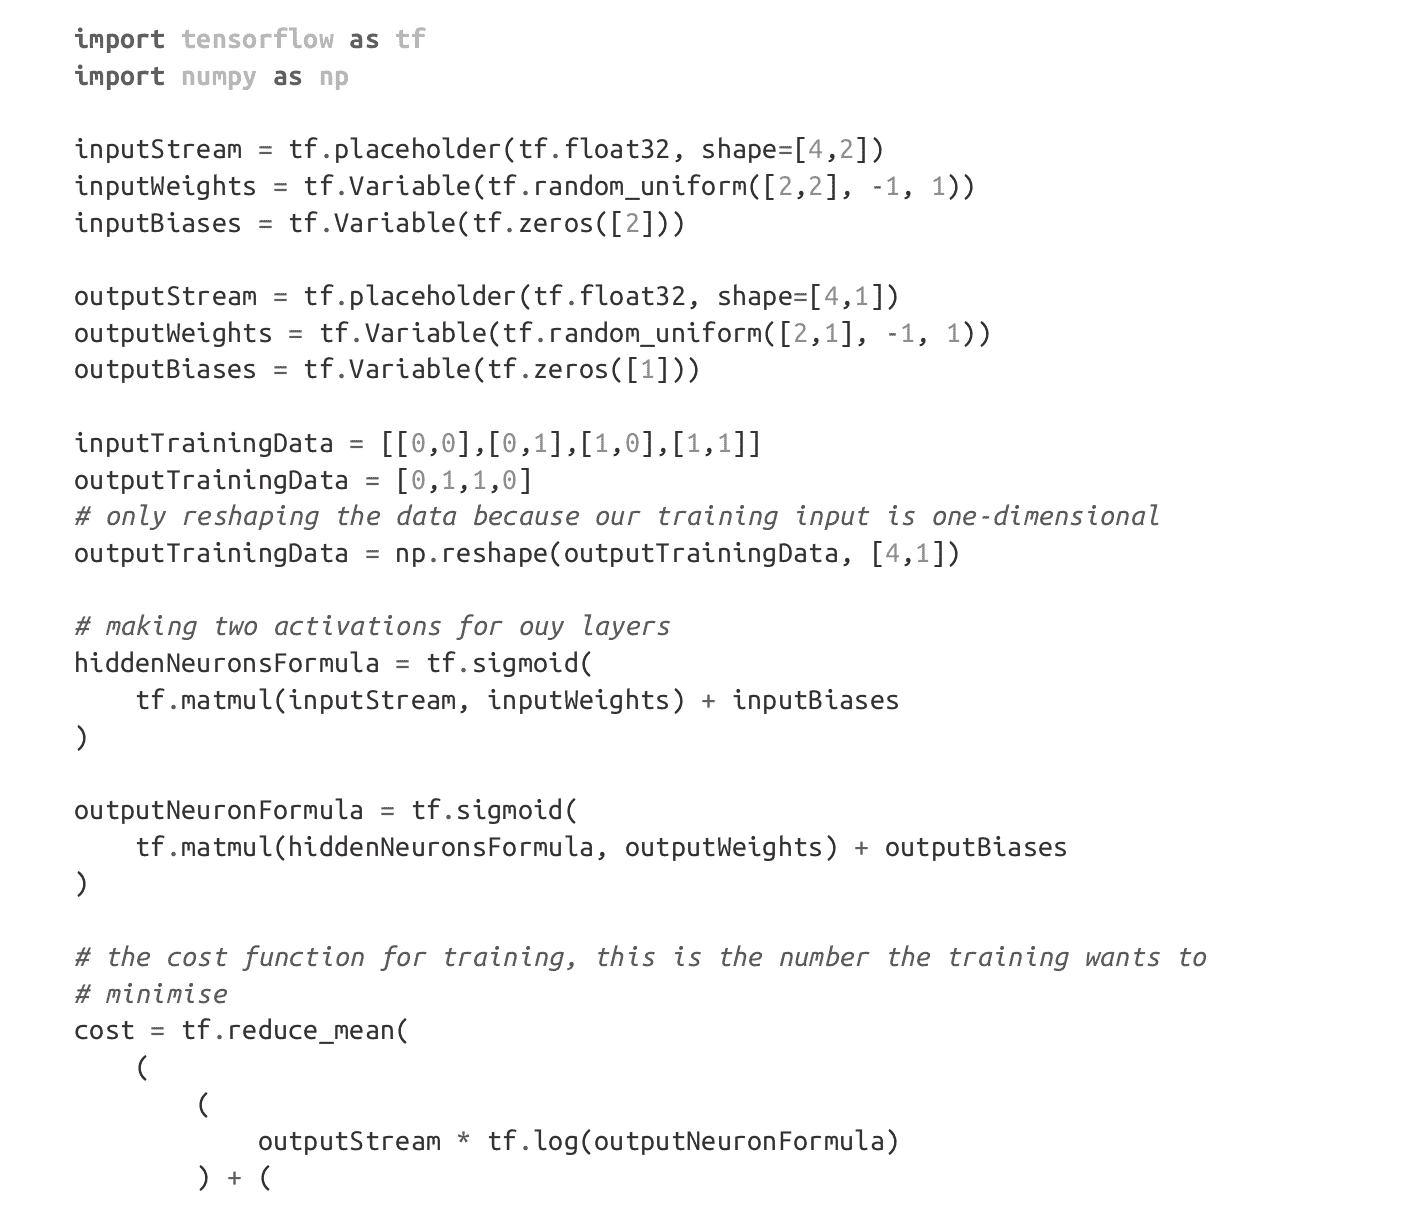 import tensorflow as tf
import numpy as np

inputStream = tf.placeholder(tf.float32, shape=[4,2])
inputWeights = tf.Variable(tf.random_uniform([2,2], -1, 1))
inputBiases = tf.Variable(tf.zeros([2]))

outputStream = tf.placeholder(tf.float32, shape=[4,1])
outputWeights = tf.Variable(tf.random_uniform([2,1], -1, 1))
outputBiases = tf.Variable(tf.zeros([1]))

inputTrainingData = [[0,0],[0,1],[1,0],[1,1]]
outputTrainingData = [0,1,1,0]
# only reshaping the data because our training input is one-dimensional
outputTrainingData = np.reshape(outputTrainingData, [4,1])

# making two activations for ouy layers
hiddenNeuronsFormula = tf.sigmoid(
    tf.matmul(inputStream, inputWeights) + inputBiases
)

outputNeuronFormula = tf.sigmoid(
    tf.matmul(hiddenNeuronsFormula, outputWeights) + outputBiases
)

# the cost function for training, this is the number the training wants to
# minimise
cost = tf.reduce_mean(
    (
        (
            outputStream * tf.log(outputNeuronFormula)
        ) + (